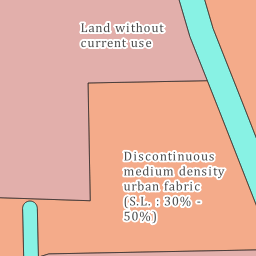 Land without
current use
Discontinuous
medium density
urban fabric
(S.L. : 30% -
50%)